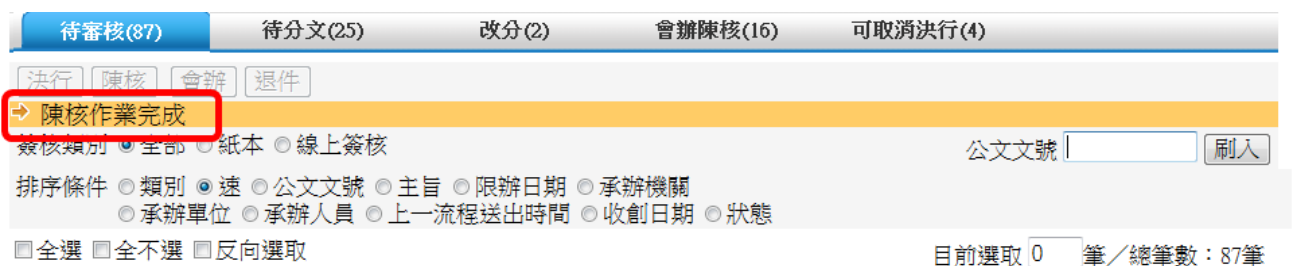 待審核(87) 待分文(25) 改分(2) 會辦陳核(16) 可取消決行(4)
決行 陳核 會辦 退件
陳核作業完成
簽核類別 全部 紙本 線上簽核 公文文號 刷入
排序條件 類別 速 公文文號 主旨 限辦日期 承辦機關
承辦單位 承辦人員 上一流程送出時間 收創日期 狀態
全選 全不選 反向選取 目前選取 0 筆／總筆數：87筆